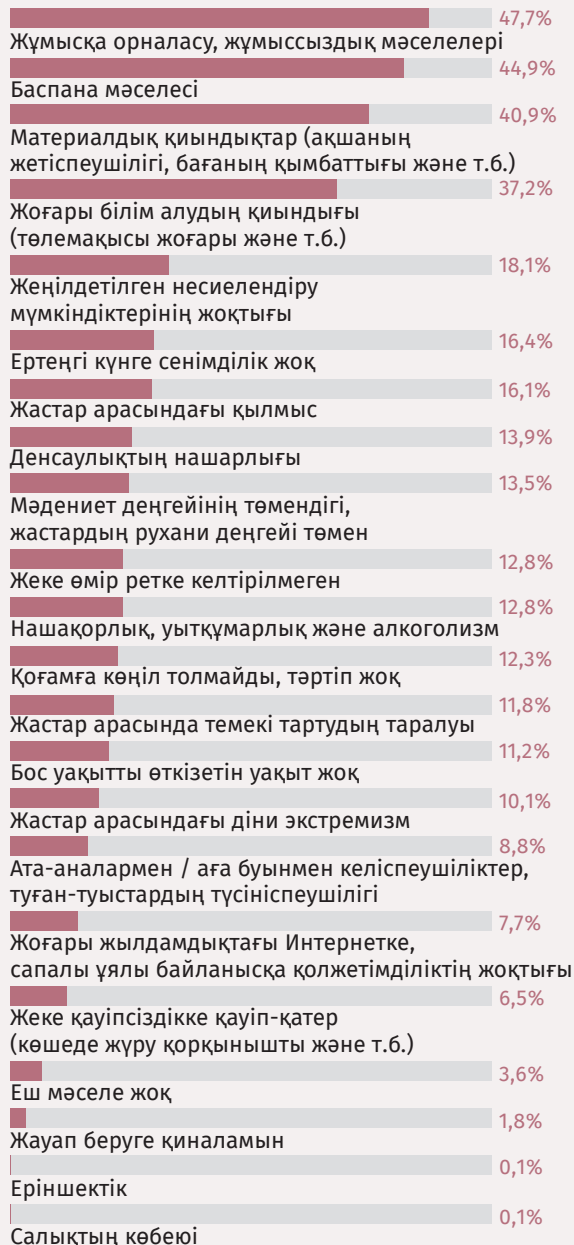 47,7%
Жұмысқа орналасу, жұмыссыздық мәселелері
44,9%
Баспана мәселесі
40,9%
Материалдық қиындықтар (ақшаның
жетіспеушілігі, бағаның қымбаттығы және т.б.)
37,2%
Жоғары білім алудың қиындығы
(төлемақысы жоғары және т.б.)
18,1%
Жеңілдетілген несиелендіру
мүмкіндіктерінің жоқтығы
16,4%
Ертеңгі күнге сенімділік жоқ
16,1%
Жастар арасындағы қылмыс
13,9%
Денсаулықтың нашарлығы
13,5%
Мәдениет деңгейінің төмендігі,
жастардың рухани деңгейі төмен
12,8%
Жеке өмір ретке келтірілмеген
12,8%
Нашақорлық, уытқұмарлық және алкоголизм
12,3%
Қоғамға көңіл толмайды, тәртіп жоқ
11,8%
Жастар арасында темекі тартудың таралуы
11,2%
Бос уақытты өткізетін уақыт жоқ
10,1%
Жастар арасындағы діни экстремизм
8,8%
Ата-аналармен / аға буынмен келіспеушіліктер,
туған-туыстардың түсініспеушілігі
7,7%
Жоғары жылдамдықтағы Интернетке,
сапалы ұялы байланысқа қолжетімділіктің жоқтығы
6,5%
Жеке қауіпсіздікке қауіп-қатер
(көшеде жүру қорқынышты және т.б.)
3,6%
Еш мәселе жоқ
1,8%
Жауап беруге қиналамын
0,1%
Еріншектік
0,1%
Салықтың көбеюі